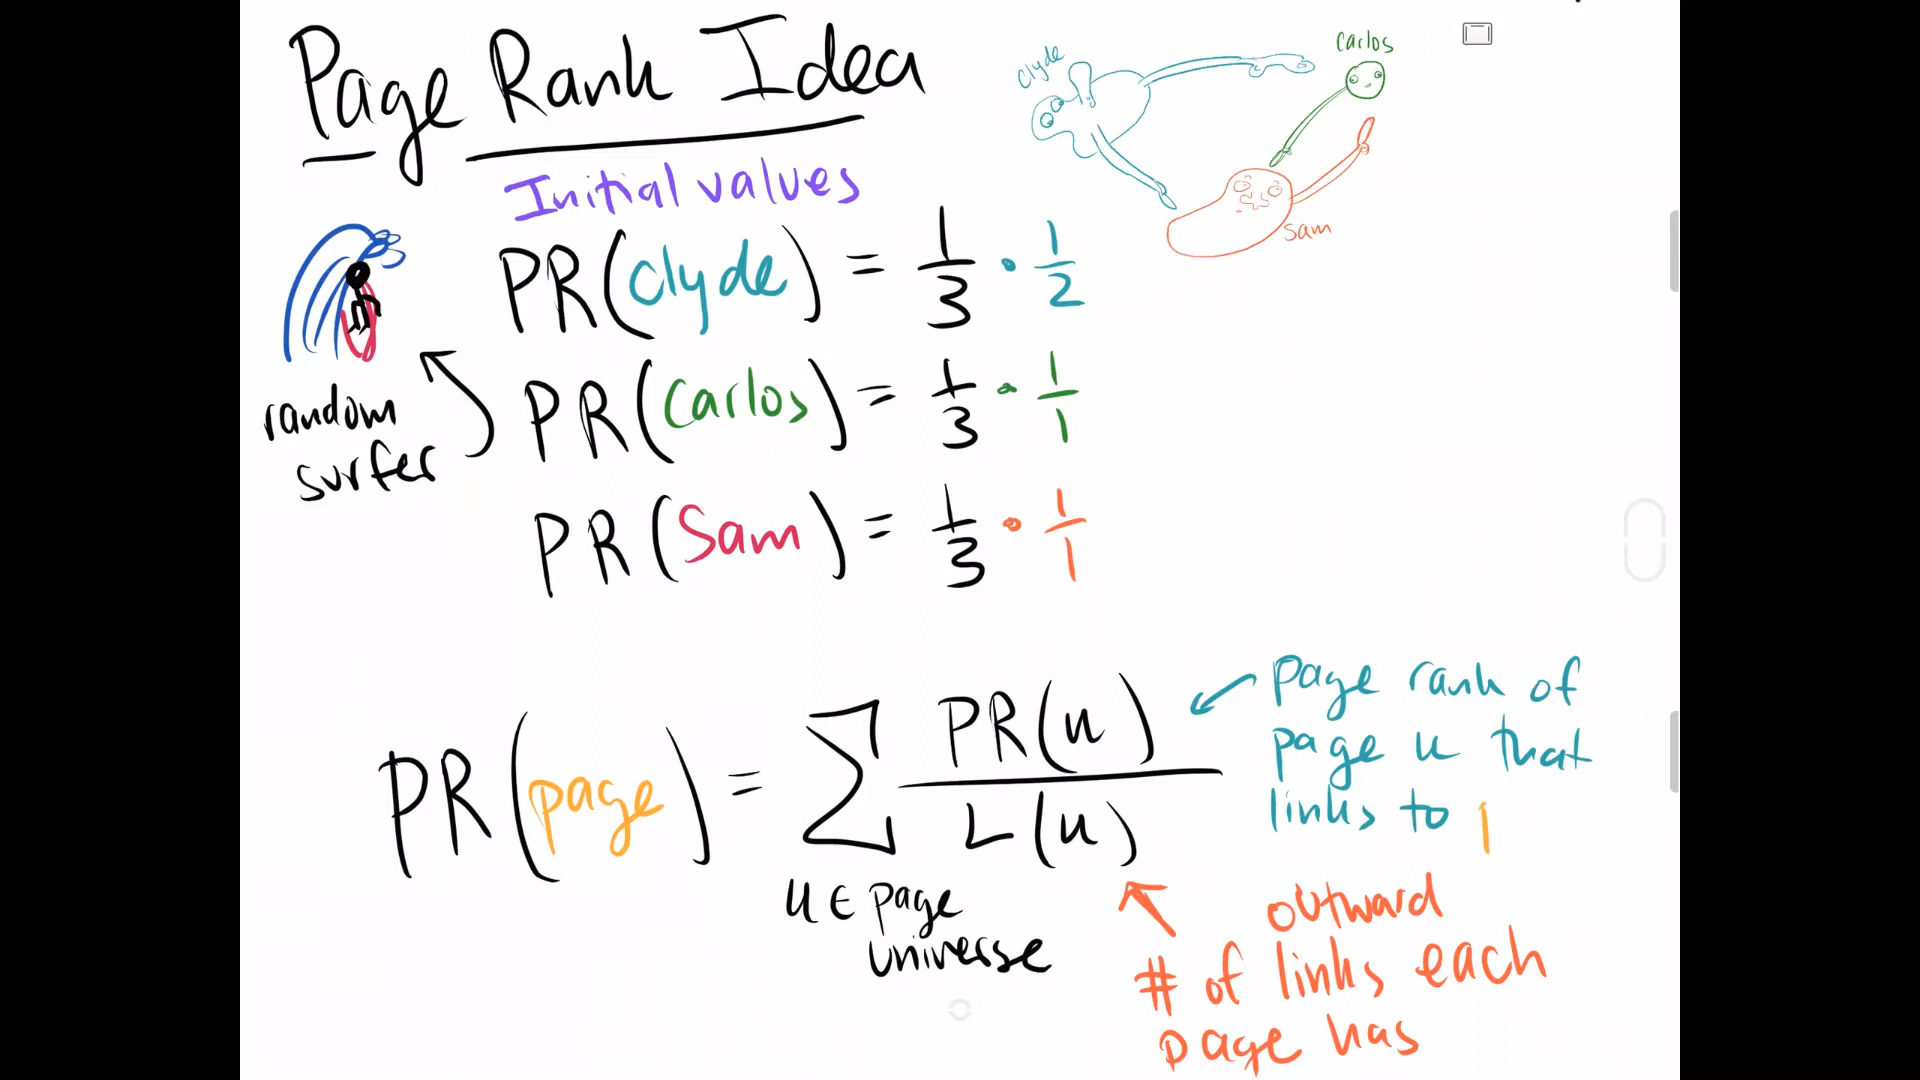 Page Rank Idea
Initial values
clyde
carlos
sam
PR(clyde) = 1/3 · 1/2
PR(carlos) = 1/3 · 1/1
PR(Sam) = 1/3 · 1/1
random
surfer
PR(page) = Σ PR(u) / L(u)
u ∈ page
universe
page rank of
page u that
links to
outward
# of links each
page has